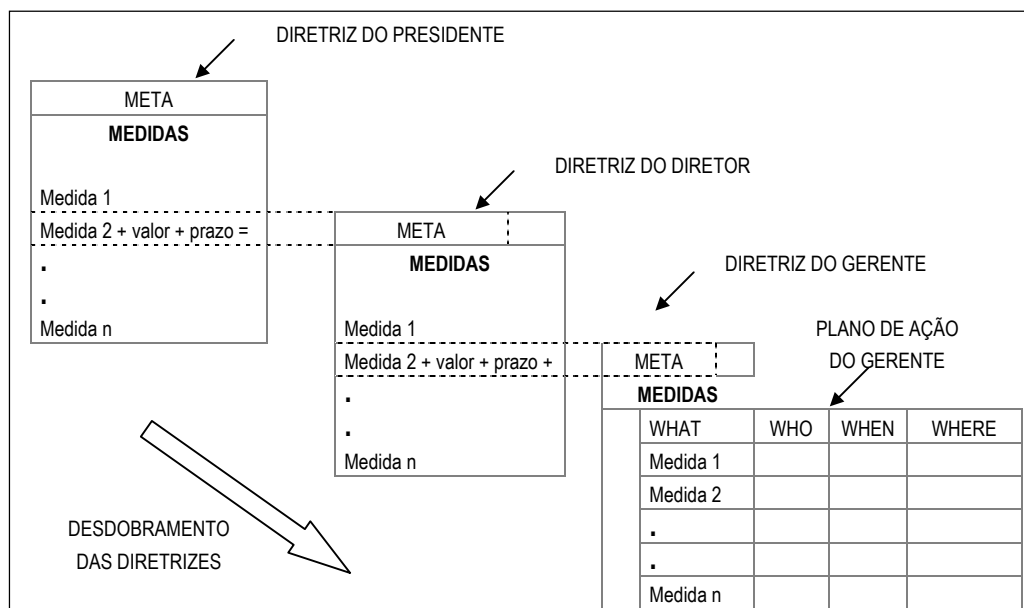 DIRETRIZ DO PRESIDENTE
META
MEDIDAS
Medida 1
Medida 2 + valor + prazo =
.
.
Medida n
DIRETRIZ DO DIRETOR
META
MEDIDAS
Medida 1
Medida 2 + valor + prazo +
.
.
Medida n
DIRETRIZ DO GERENTE
META
MEDIDAS
PLANO DE AÇÃO
DO GERENTE
WHAT WHO WHEN WHERE
Medida 1
Medida 2
.
.
Medida n
DESDOBRAMENTO
DAS DIRETRIZES